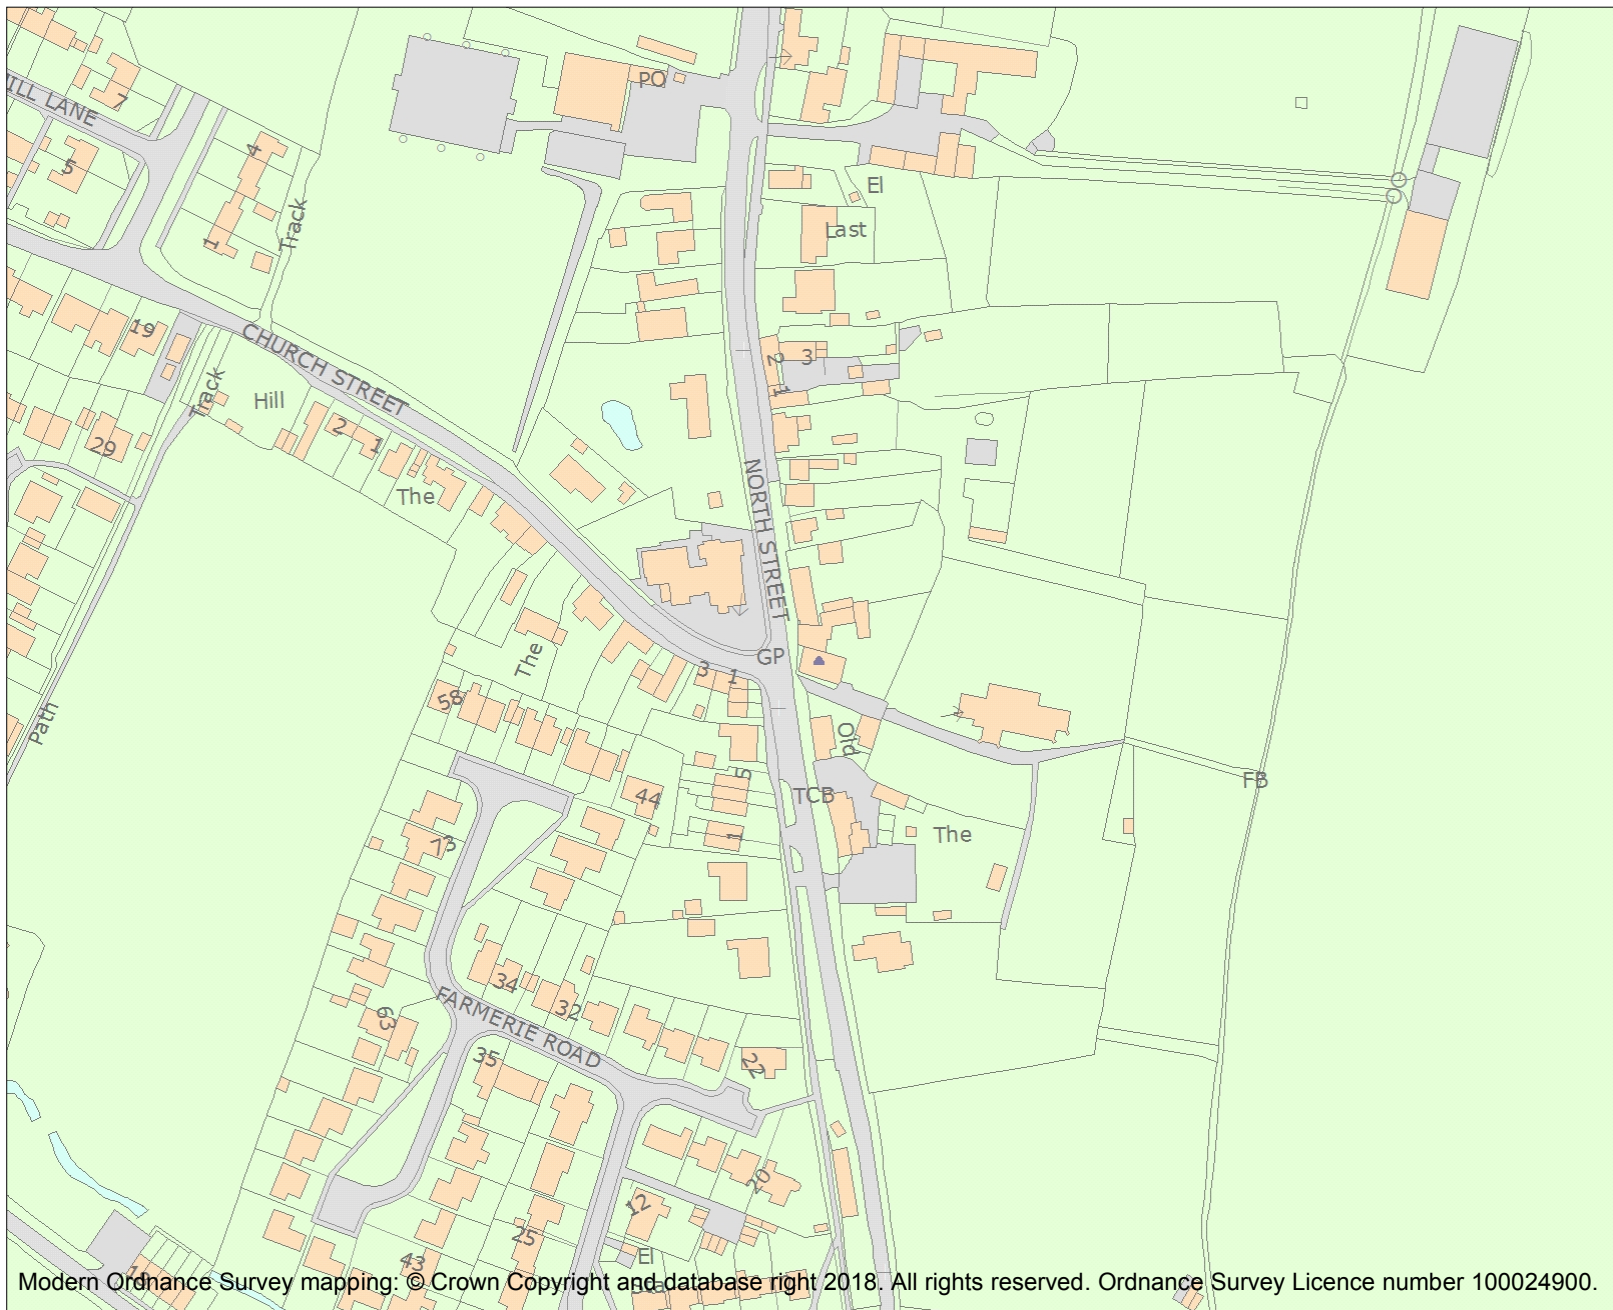 PO
ILL LANE
7
5
4
El
Track
Last
1
19
CHURCH STREET
2
3
1
Track
Hill
2
1
29
The
NORTH STREET
GP
The
3
1
58
Path
Old
5
FB
TCB
44
The
1
73
34
32
63
FARMERIE ROAD
35
22
20
12
25
El
43
Modern Ordnance Survey mapping: © Crown Copyright and database right 2018. All rights reserved. Ordnance Survey Licence number 100024900.